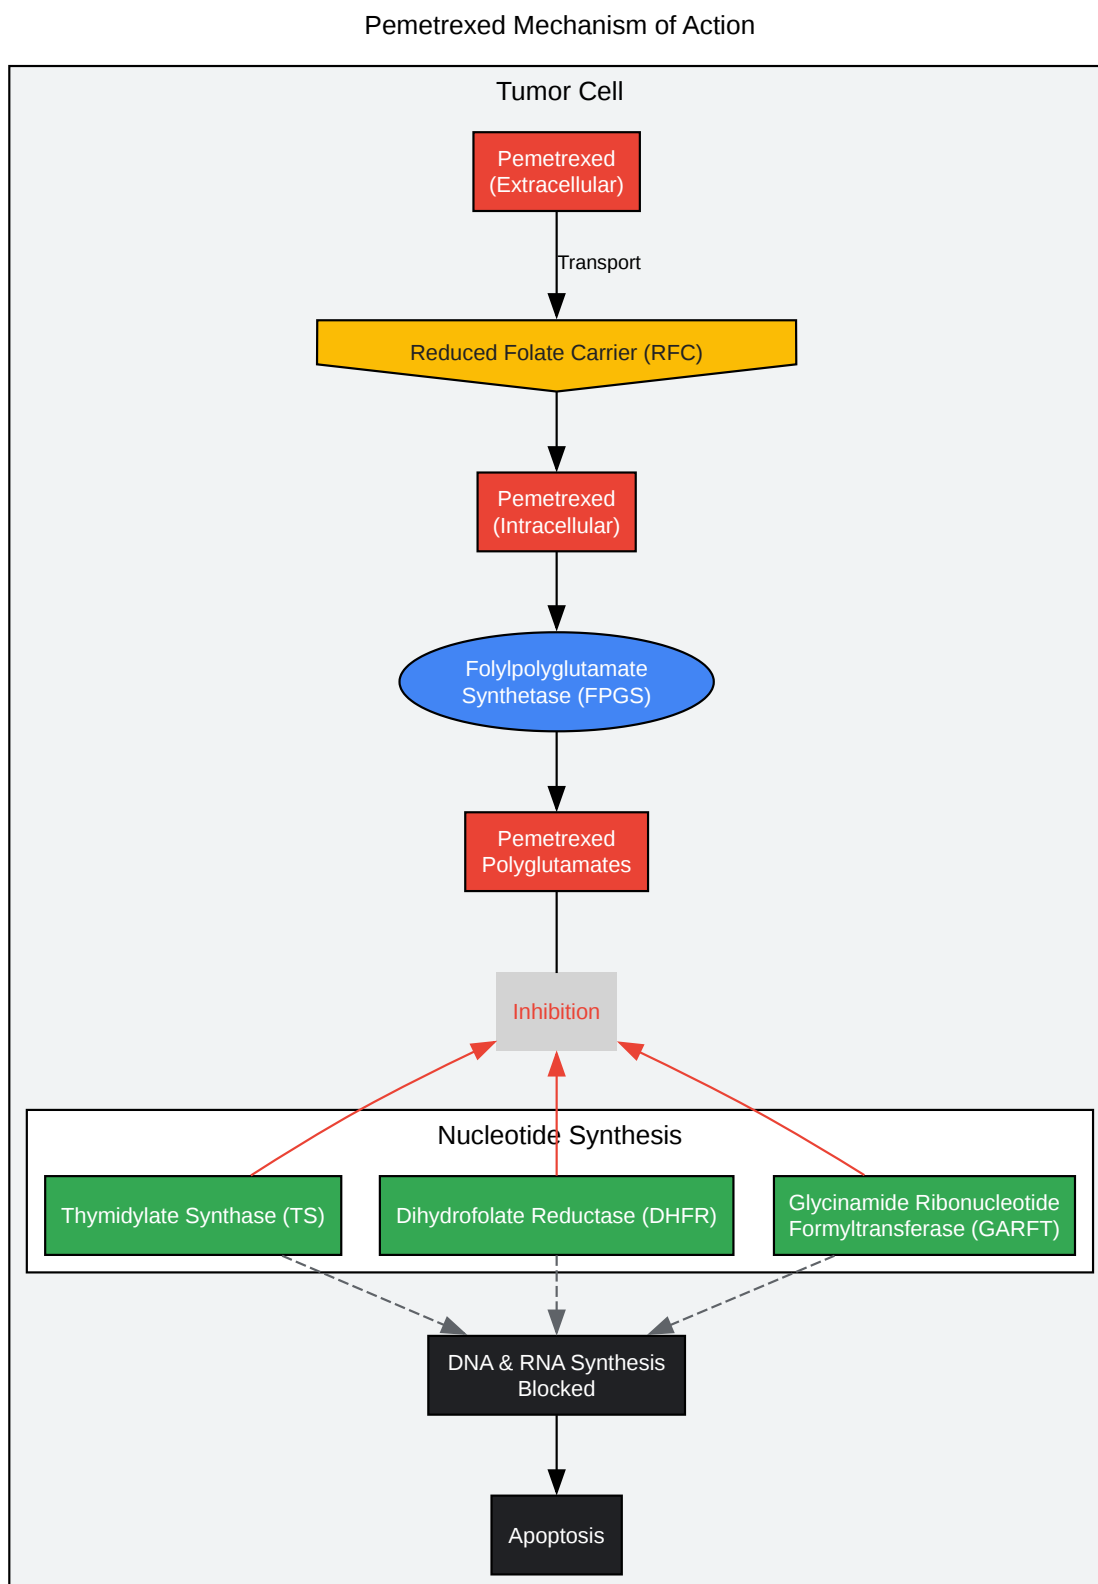 Pemetrexed Mechanism of Action
Tumor Cell
Pemetrexed
(Extracellular)
Transport
Reduced Folate Carrier (RFC)
Pemetrexed
(Intracellular)
Folylpolyglutamate
Synthetase (FPGS)
Pemetrexed
Polyglutamates
Inhibition
Nucleotide Synthesis
Thymidylate Synthase (TS)
Dihydrofolate Reductase (DHFR)
Glycinamide Ribonucleotide
Formyltransferase (GARFT)
DNA & RNA Synthesis
Blocked
Apoptosis